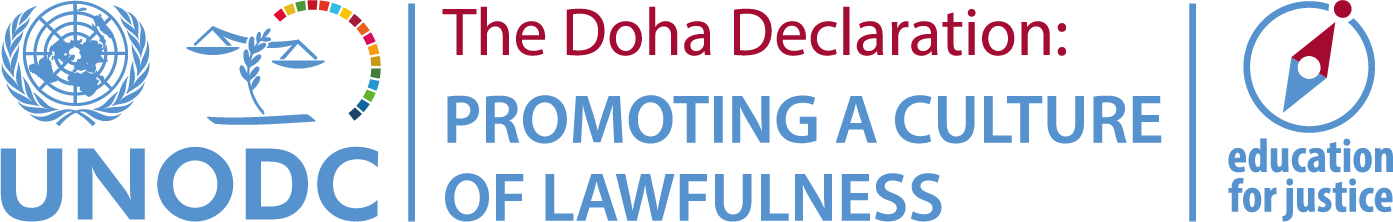 UNODC
The Doha Declaration:
PROMOTING A CULTURE
OF LAWFULNESS
education
for justice